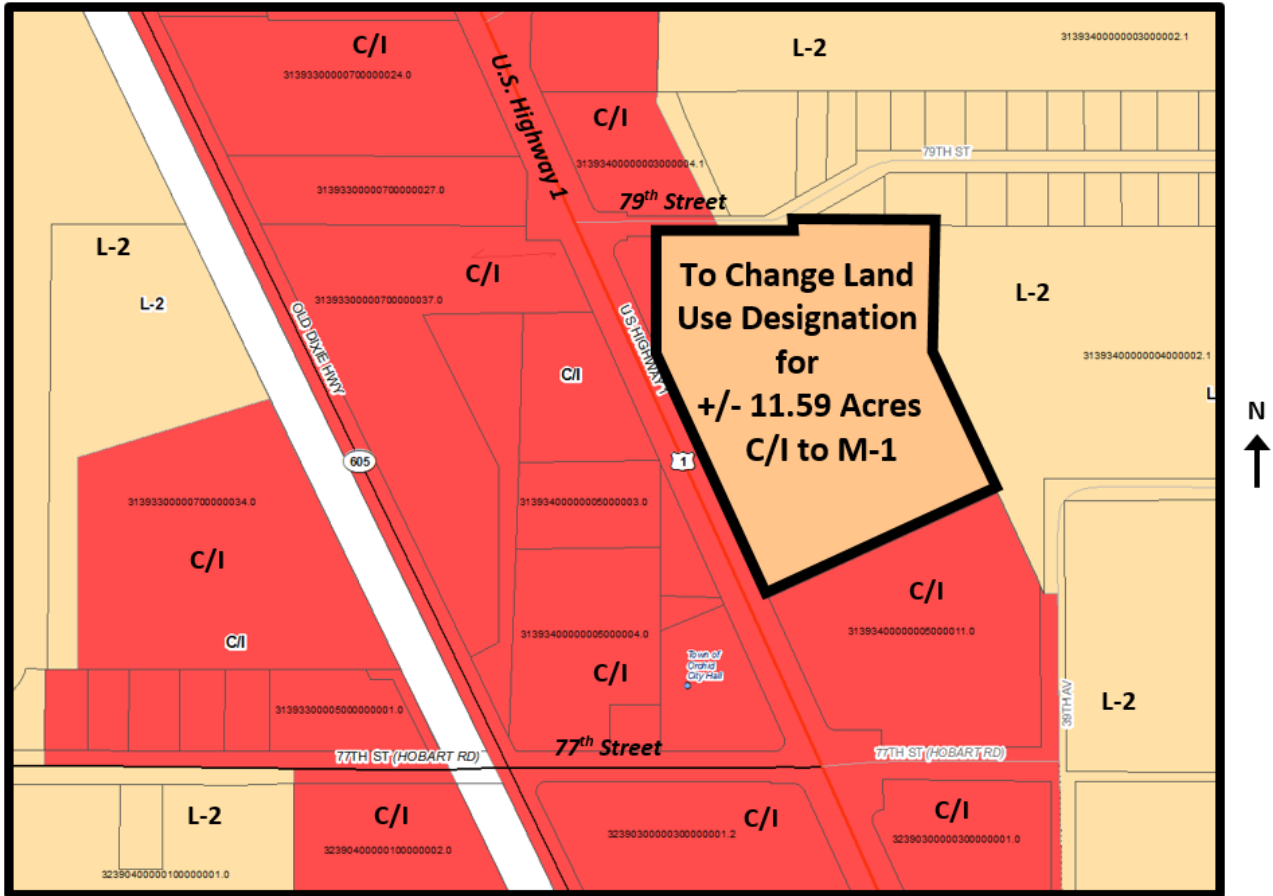 C/I
31393300000700000024.0
U.S. Highway 1
L-2
31393400000003000002.1
C/I
31393400000003000004.1
79TH ST
31393300000700000027.0
79th Street
L-2
L-2
C/I
31393300000700000037.0
OLD DIXIE HWY
U S HIGHWAY 1
To Change Land
Use Designation
for
+/- 11.59 Acres
C/I to M-1
L-2
31393400000004000002.1
L
N
C/I
605
1
31393300000700000034.0
C/I
C/I
31393400000005000003.0
31393400000005000004.0
C/I
Town of
Orchid
City Hall
C/I
31393400000005000011.0
39TH AV
L-2
31393300005000000001.0
77TH ST (HOBART RD)
77th Street
77TH ST (HOBART RD)
L-2
32390400000100000001.0
C/I
32390400000100000002.0
C/I
32390300000300000001.2
C/I
32390300000300000001.0